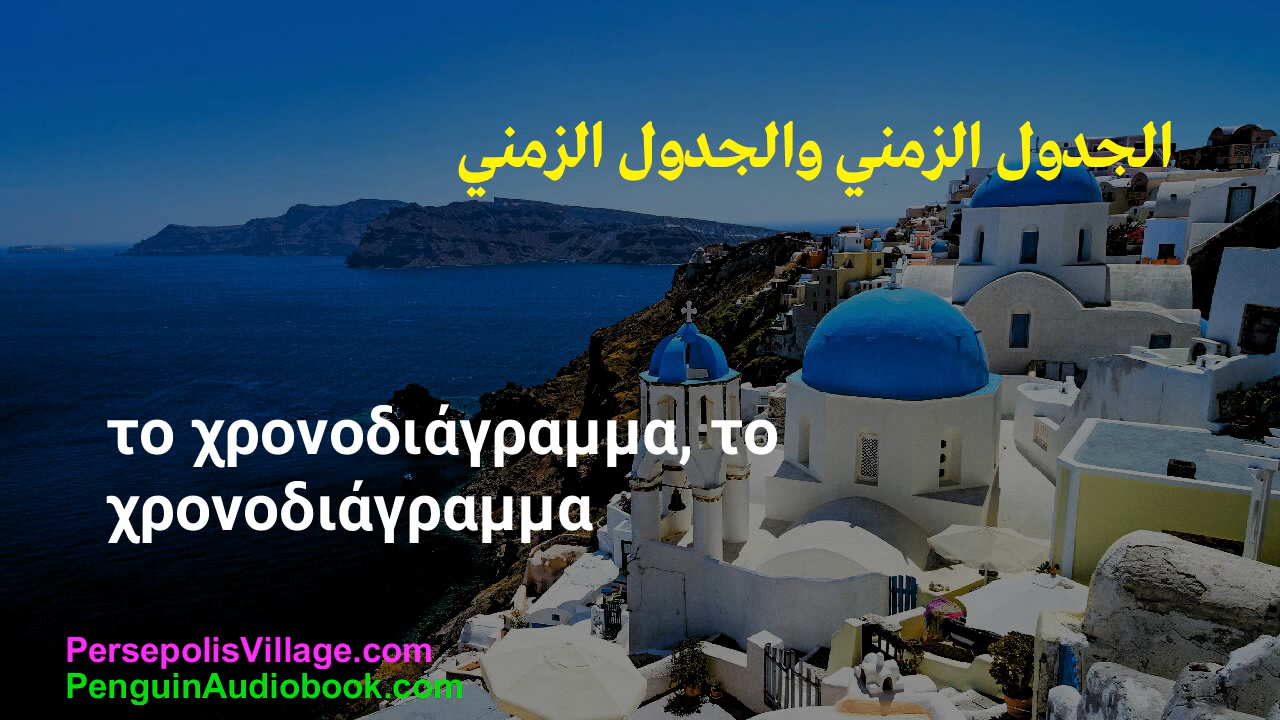 الجدول الزمني والجدول الزمني
το χρονοδιάγραμμα, το
χρονοδιάγραμμα
PersepolisVillage.com
PenguinAudiobook.com